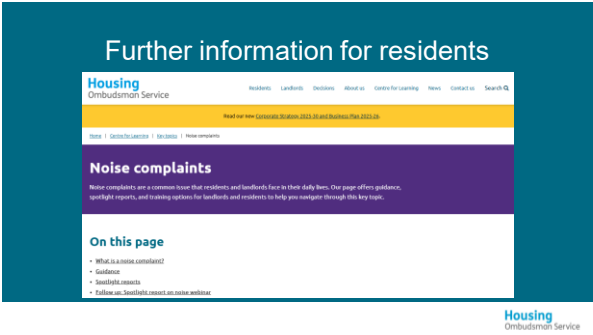 Further information for residents
Housing
Ombudsman Service
Residents Landlords Decisions About us Centre for Learning News Contact us Search
Read our new Corporate Strategy 2025-30 and Business Plan 2025-26.
Home | Centre for Learning | Key topics | Noise complaints
Noise complaints
Noise complaints are a common issue that residents and landlords face in their daily lives. Our page offers guidance,
spotlight reports, and training options for landlords and residents to help you navigate through this key topic.
On this page
• What is a noise complaint?
• Guidance
• Spotlight reports
• Follow up: Spotlight report on noise webinar
Housing
Ombudsman Service